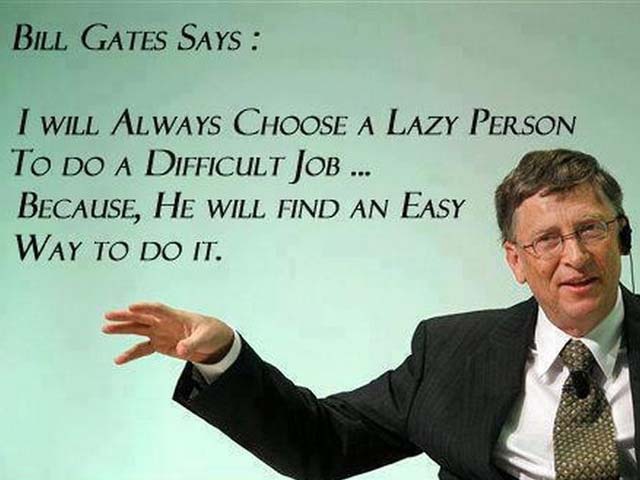 Bill Gates Says :
I will Always Choose a Lazy Person
To do a Difficult Job ...
Because, He will find an Easy
Way to do it.